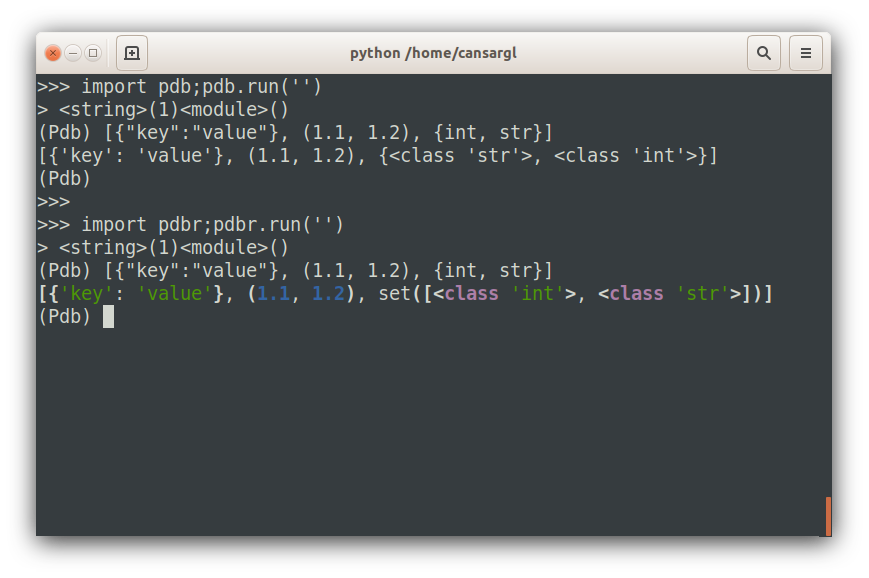 python /home/cansargl
>>> import pdb;pdb.run('')
> <string>(1)<module>()
(Pdb) [{"key":"value"}, (1.1, 1.2), {int, str}]
[{'key': 'value'}, (1.1, 1.2), {<class 'str'>, <class 'int'>}]
(Pdb)
>>>
>>> import pdbr;pdbr.run('')
> <string>(1)<module>()
(Pdb) [{"key":"value"}, (1.1, 1.2), {int, str}]
[{'key': 'value'}, (1.1, 1.2), set([<class 'int'>, <class 'str'>])]
(Pdb)